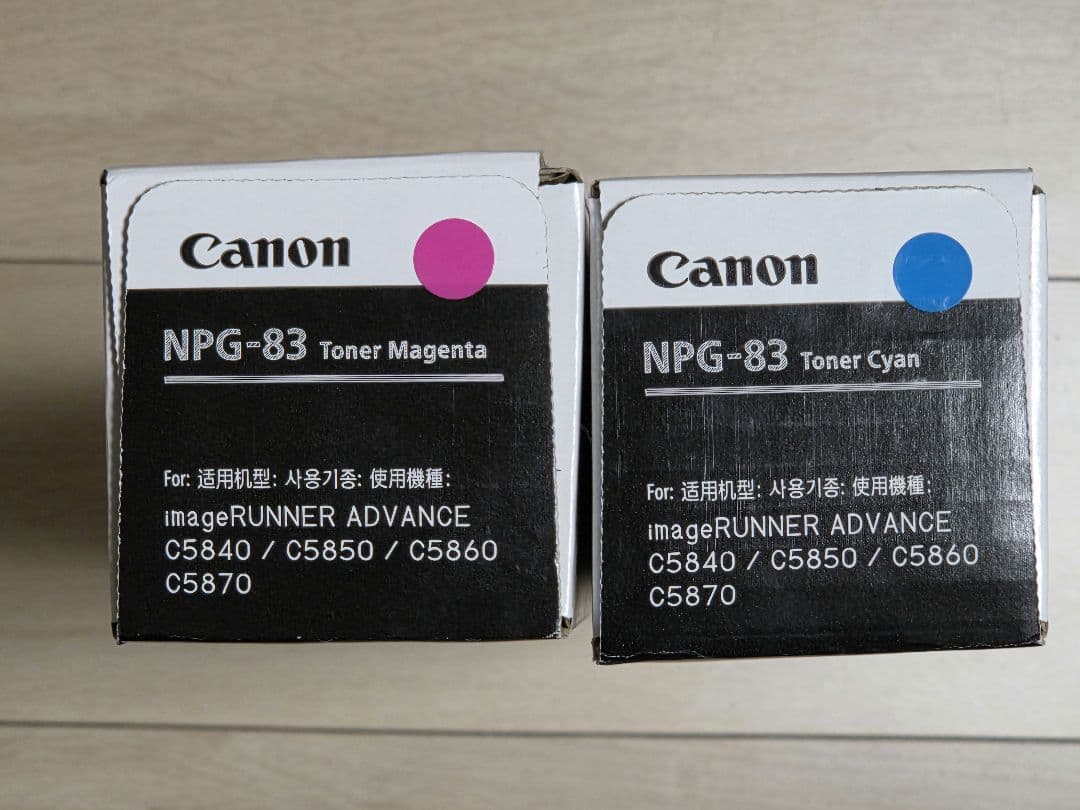 Canon
NPG-83 Toner Magenta
For: 适用机型: 사용기종: 使用機種:
imageRUNNER ADVANCE
C5840 / C5850 / C5860
C5870
Canon
NPG-83 Toner Cyan
For: 适用机型: 사용기종: 使用機種:
imageRUNNER ADVANCE
C5840 / C5850 / C5860
C5870